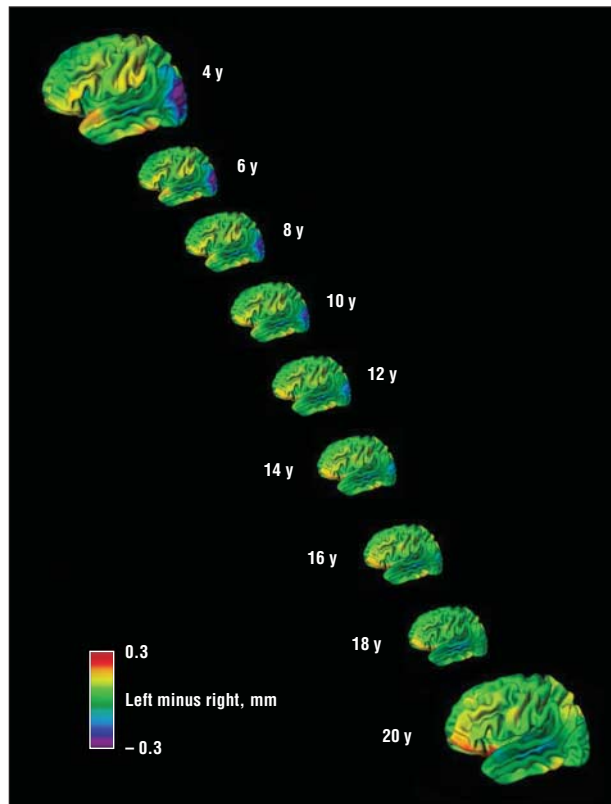 4 y
6 y
8 y
10 y
12 y
14 y
16 y
18 y
20 y
0.3
Left minus right, mm
– 0.3